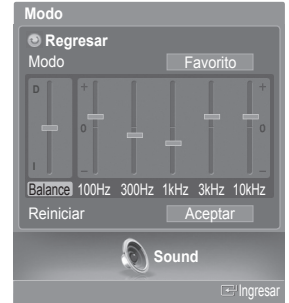 Modo
Regresar
Modo Favorito
D + +
0 0
I - -
Balance 100Hz 300Hz 1kHz 3kHz 10kHz
Reiniciar Aceptar
Sound
Ingresar